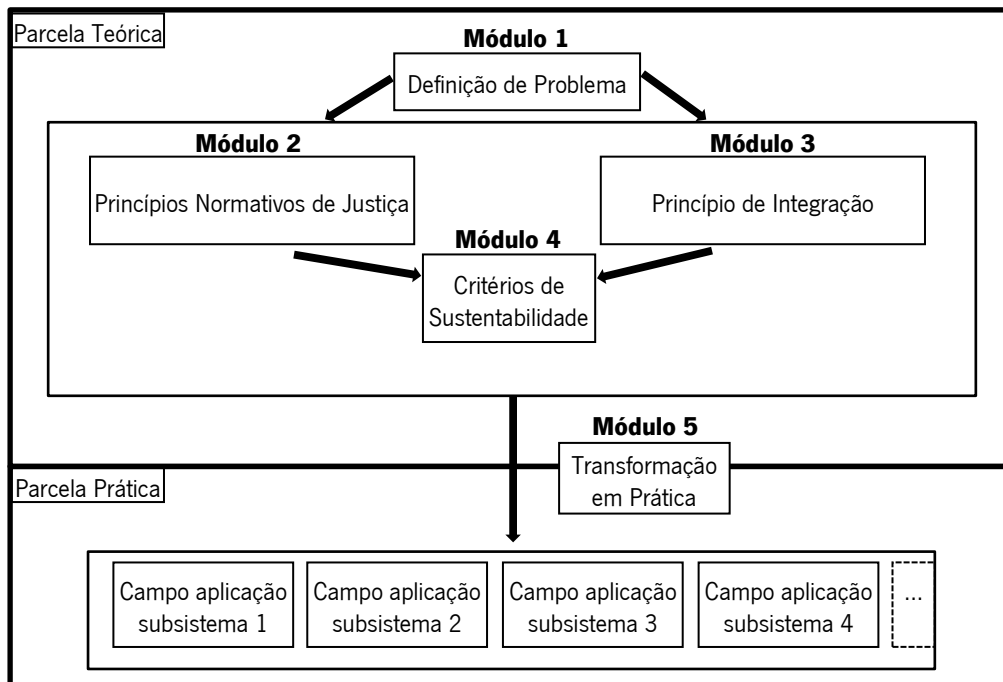 Parcela Teórica
Módulo 1
Definição de Problema
Módulo 2
Princípios Normativos de Justiça
Módulo 3
Princípio de Integração
Módulo 4
Critérios de
Sustentabilidade
Módulo 5
Transformação
em Prática
Parcela Prática
Campo aplicação
subsistema 1
Campo aplicação
subsistema 2
Campo aplicação
subsistema 3
Campo aplicação
subsistema 4
...